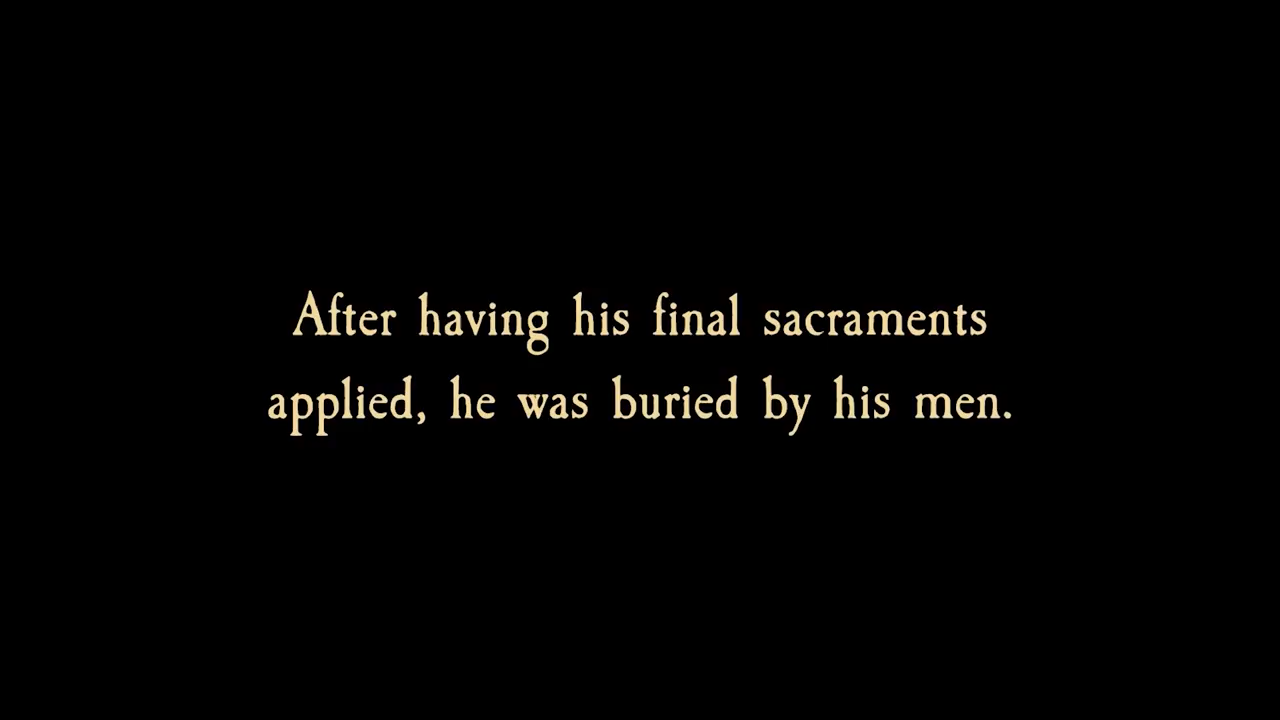 After having his final sacraments
applied, he was buried by his men.